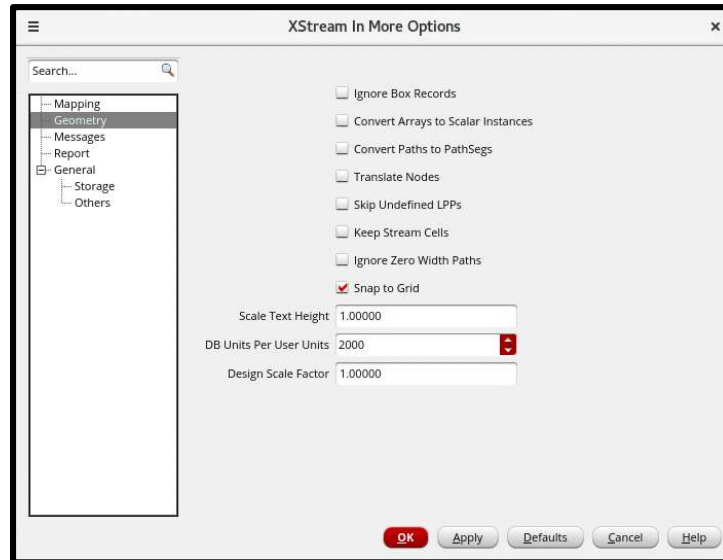 XStream In More Options
Search...
Mapping
Geometry
Messages
Report
General
Storage
Others
Ignore Box Records
Convert Arrays to Scalar Instances
Convert Paths to PathSegs
Translate Nodes
Skip Undefined LPPs
Keep Stream Cells
Ignore Zero Width Paths
Snap to Grid
Scale Text Height 1.00000
DB Units Per User Units 2000
Design Scale Factor 1.00000
OK Apply Defaults Cancel Help